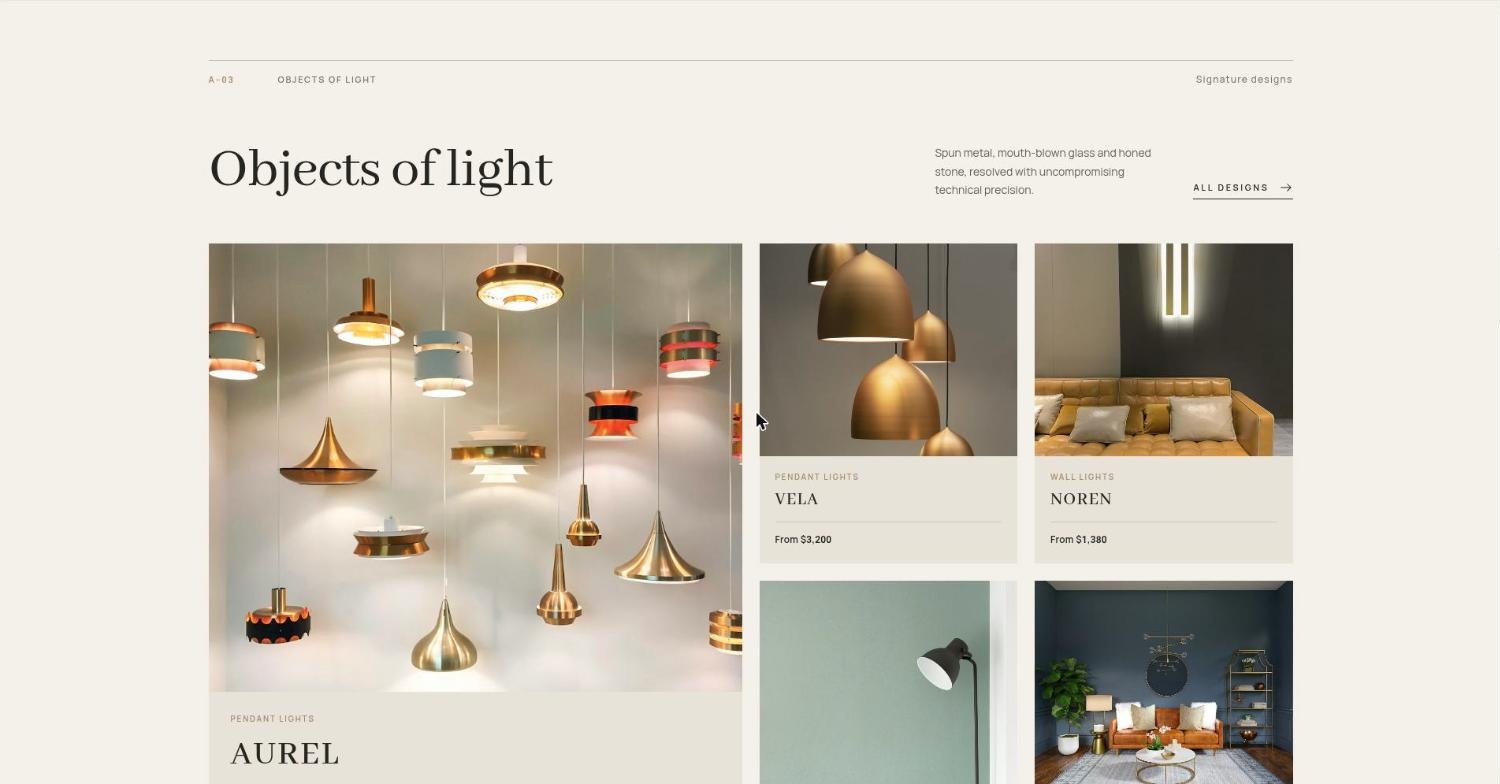 A–03
OBJECTS OF LIGHT
Signature designs
Objects of light
Spun metal, mouth-blown glass and honed
stone, resolved with uncompromising
technical precision.
ALL DESIGNS
PENDANT LIGHTS
VELA
From $3,200
WALL LIGHTS
NOREN
From $1,380
PENDANT LIGHTS
AUREL